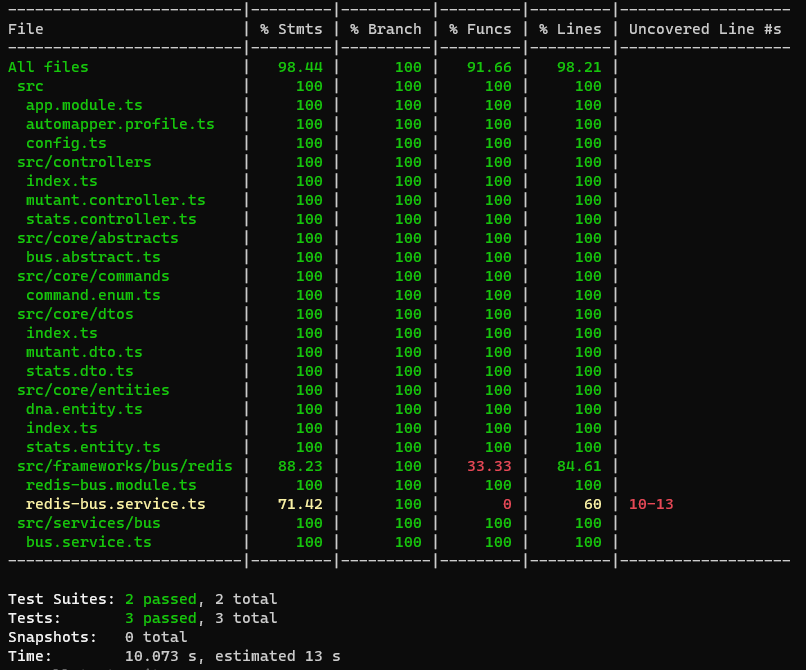 --------------------------|---------|----------|---------|---------|-------------------
File                      | % Stmts | % Branch | % Funcs | % Lines | Uncovered Line #s
--------------------------|---------|----------|---------|---------|-------------------
All files                 |   98.44 |      100 |   91.66 |   98.21 |
 src                      |     100 |      100 |     100 |     100 |
  app.module.ts           |     100 |      100 |     100 |     100 |
  automapper.profile.ts   |     100 |      100 |     100 |     100 |
  config.ts               |     100 |      100 |     100 |     100 |
 src/controllers          |     100 |      100 |     100 |     100 |
  index.ts                |     100 |      100 |     100 |     100 |
  mutant.controller.ts    |     100 |      100 |     100 |     100 |
  stats.controller.ts     |     100 |      100 |     100 |     100 |
 src/core/abstracts       |     100 |      100 |     100 |     100 |
  bus.abstract.ts         |     100 |      100 |     100 |     100 |
 src/core/commands        |     100 |      100 |     100 |     100 |
  command.enum.ts         |     100 |      100 |     100 |     100 |
 src/core/dtos            |     100 |      100 |     100 |     100 |
  index.ts                |     100 |      100 |     100 |     100 |
  mutant.dto.ts           |     100 |      100 |     100 |     100 |
  stats.dto.ts            |     100 |      100 |     100 |     100 |
 src/core/entities        |     100 |      100 |     100 |     100 |
  dna.entity.ts           |     100 |      100 |     100 |     100 |
  index.ts                |     100 |      100 |     100 |     100 |
  stats.entity.ts         |     100 |      100 |     100 |     100 |
 src/frameworks/bus/redis |   88.23 |      100 |   33.33 |   84.61 |
  redis-bus.module.ts     |     100 |      100 |     100 |     100 |
  redis-bus.service.ts    |   71.42 |      100 |       0 |      60 | 10-13
 src/services/bus         |     100 |      100 |     100 |     100 |
  bus.service.ts          |     100 |      100 |     100 |     100 |
--------------------------|---------|----------|---------|---------|-------------------
Test Suites: 2 passed, 2 total
Tests:       3 passed, 3 total
Snapshots:   0 total
Time:        10.073 s, estimated 13 s